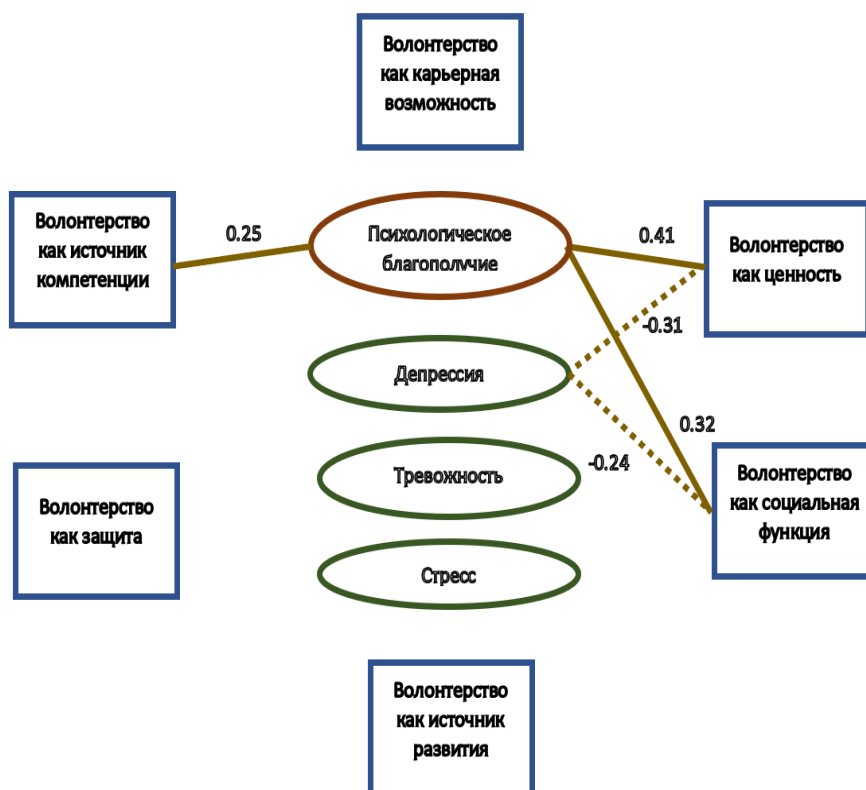 Волонтерство
как карьерная
возможность
Волонтерство
как источник
компетенции
0.25
Психологическое
благополучие
0.41
Волонтерство
как ценность
-0.31
Депрессия
0.32
Тревожность
-0.24
Волонтерство
как социальная
функция
Волонтерство
как защита
Стресс
Волонтерство
как источник
развития